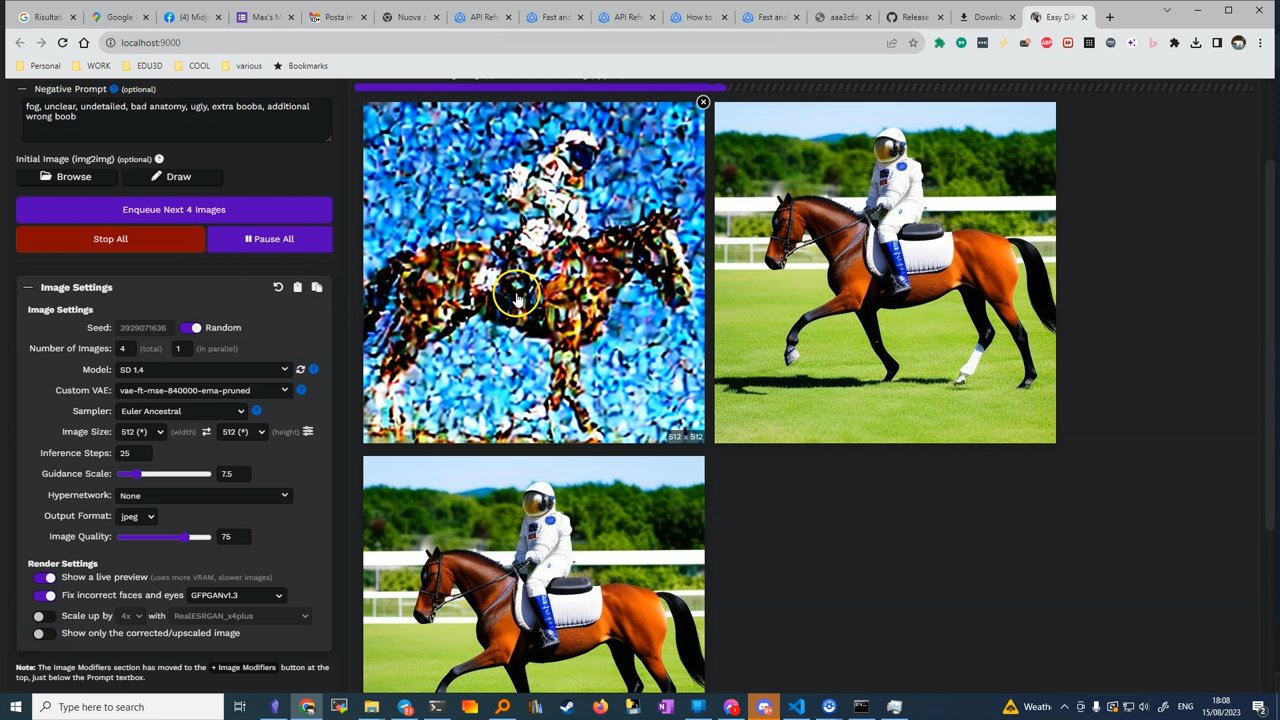 Risultati
Google
(4) Midj
Max's M
Posta in
Nuova s
API Refe
Fast and
API Refe
How to
Fast and
aaa3c6e
Release
Downlo
Easy Dif
localhost:9000
Personal
WORK
EDU3D
COOL
various
Bookmarks
Negative Prompt (optional)
fog, unclear, undetailed, bad anatomy, ugly, extra boobs, additional
wrong boob
Initial Image (img2img) (optional)
Browse
Draw
Enqueue Next 4 Images
Stop All
Pause All
Image Settings
Image Settings
Seed: 3929071636 Random
Number of Images: 4 (total) 1 (in parallel)
Model: SD 1.4
Custom VAE: vae-ft-mse-840000-ema-pruned
Sampler: Euler Ancestral
Image Size: 512 (*) (width) 512 (*) (height)
Inference Steps: 25
Guidance Scale: 7.5
Hypernetwork: None
Output Format: jpeg
Image Quality: 75
Render Settings
Show a live preview (uses more VRAM, slower images)
Fix incorrect faces and eyes GFPGANv1.3
Scale up by 4x with RealESRGAN_x4plus
Show only the corrected/upscaled image
Note: The Image Modifiers section has moved to the + Image Modifiers button at the
top, just below the Prompt textbox.
512 x 512
Type here to search
Weath
ENG
18:08
15/08/2023